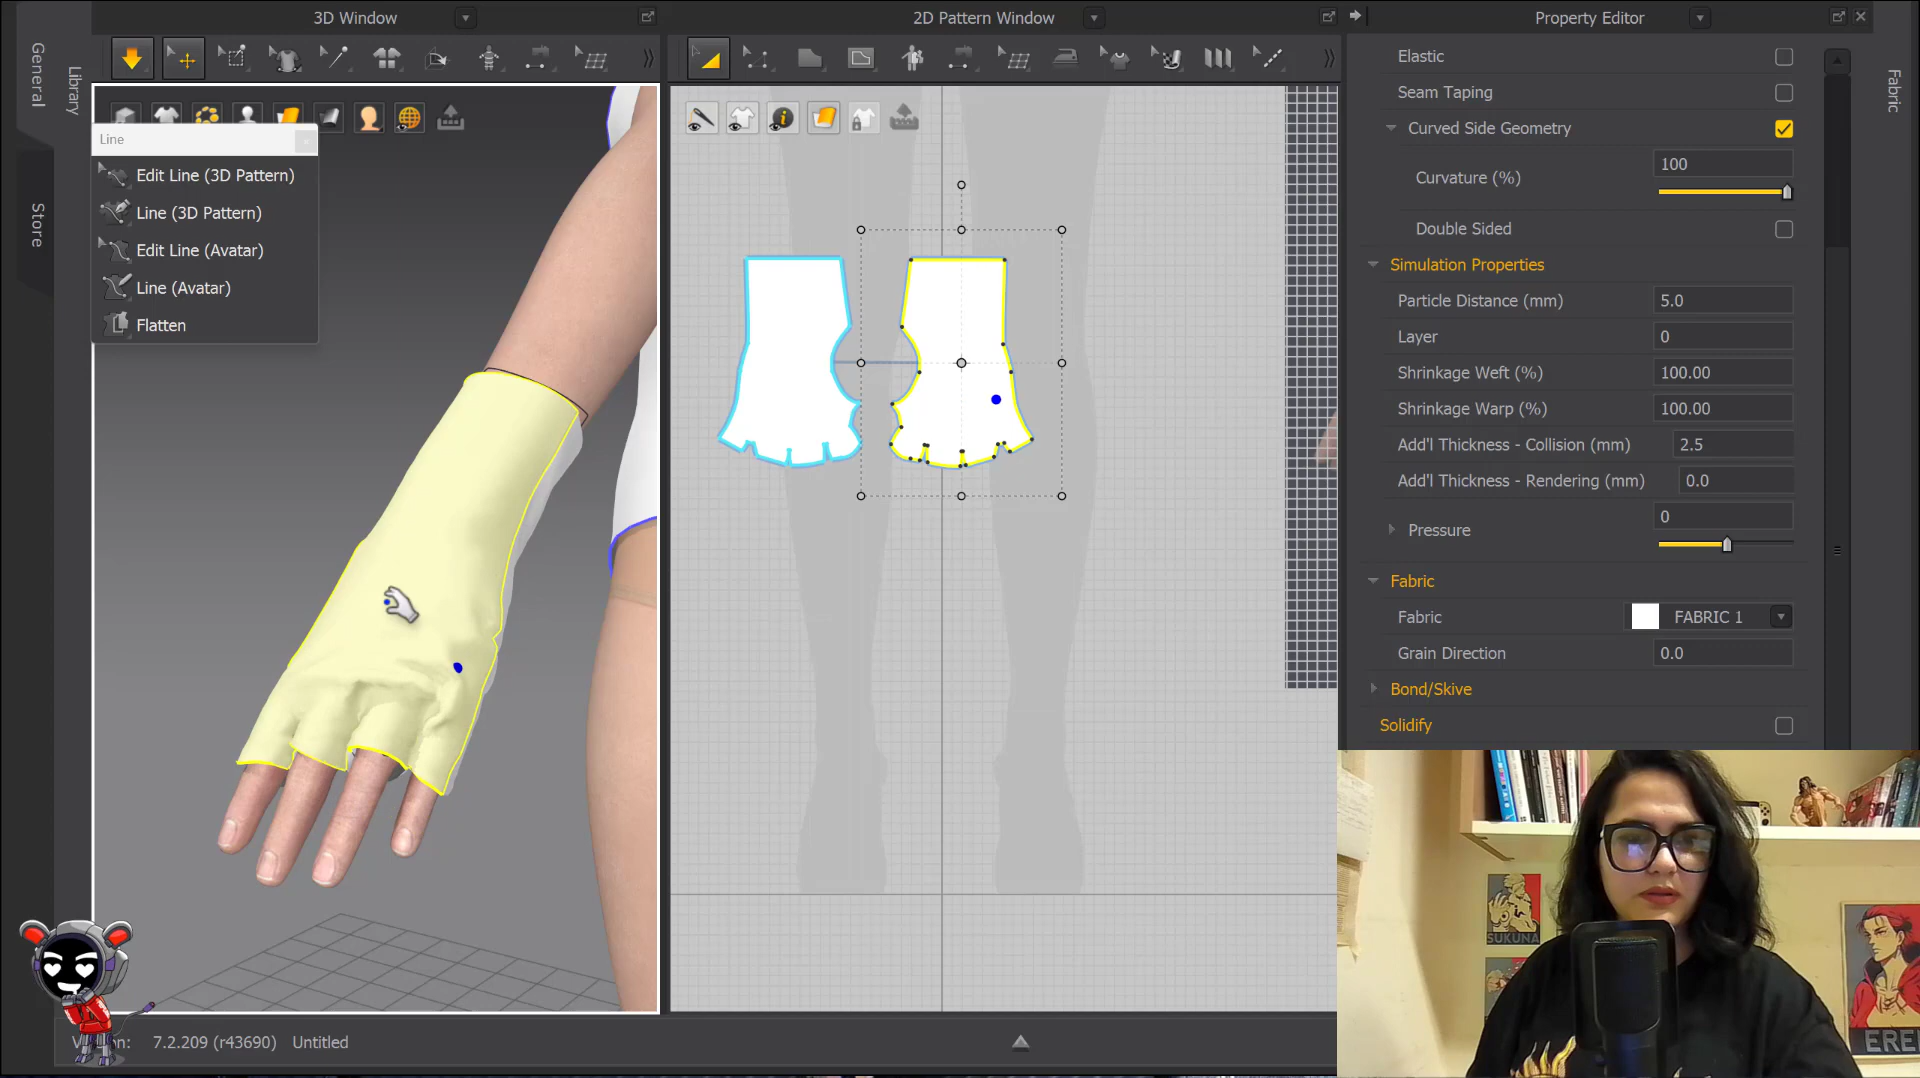 3D Window
2D Pattern Window
Property Editor
General
Library
Store
Fabric
Line
Edit Line (3D Pattern)
Line (3D Pattern)
Edit Line (Avatar)
Line (Avatar)
Flatten
Elastic
Seam Taping
Curved Side Geometry
Curvature (%)
100
Double Sided
Simulation Properties
Particle Distance (mm)
5.0
Layer
0
Shrinkage Weft (%)
100.00
Shrinkage Warp (%)
100.00
Add'l Thickness - Collision (mm)
2.5
Add'l Thickness - Rendering (mm)
0.0
Pressure
0
Fabric
Fabric
FABRIC 1
Grain Direction
0.0
Bond/Skive
Solidify
SUKUNA
EREN
7.2.209 (r43690)
Untitled